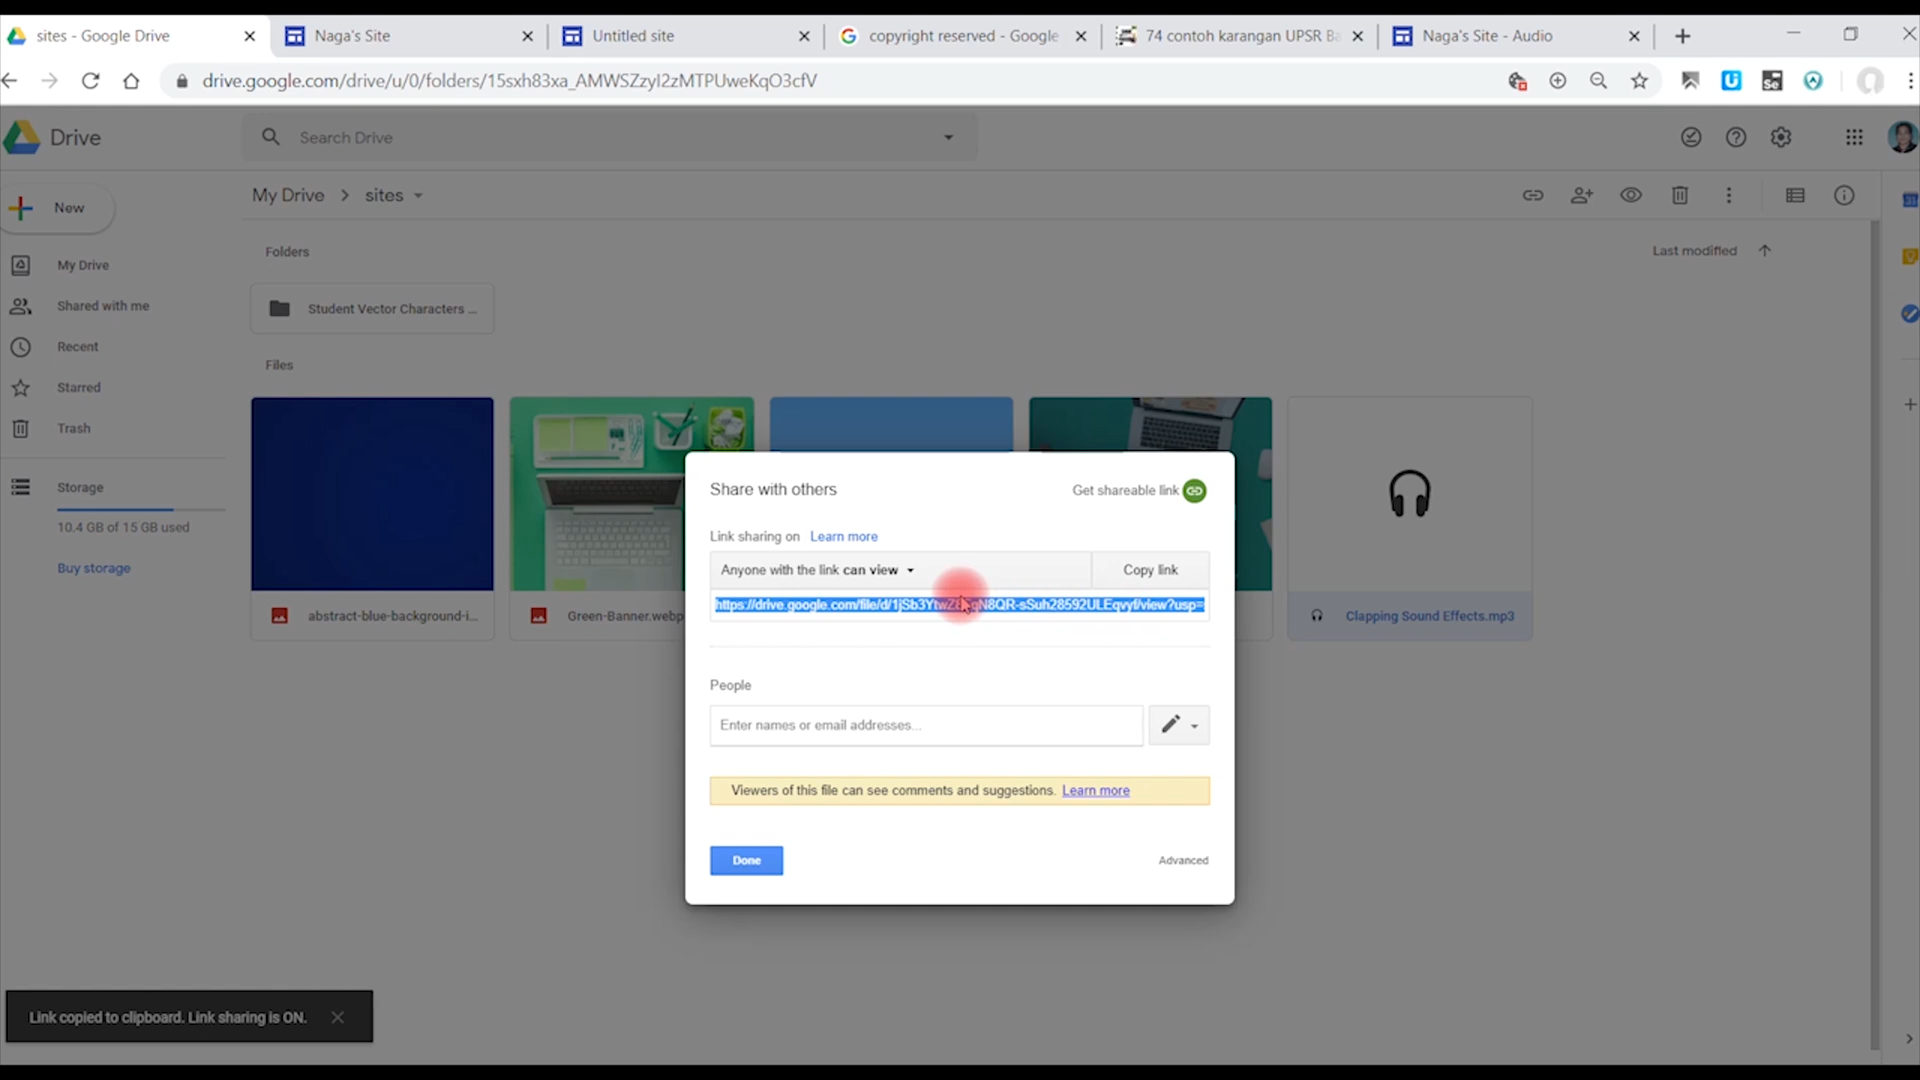 sites - Google Drive
Naga's Site
Untitled site
copyright reserved - Google
74 contoh karangan UPSR Ba
Naga's Site - Audio
drive.google.com/drive/u/0/folders/15sxh83xa_AMWSZzyI2zMTPUweKqO3cfV
Drive
Search Drive
New
My Drive > sites
My Drive
Shared with me
Recent
Starred
Trash
Storage
10.4 GB of 15 GB used
Buy storage
Folders
Last modified
Student Vector Characters ...
Files
abstract-blue-background-i...
Green-Banner.webp
Clapping Sound Effects.mp3
Share with others
Get shareable link
Link sharing on Learn more
Anyone with the link can view
Copy link
People
Enter names or email addresses...
Viewers of this file can see comments and suggestions. Learn more
Done
Advanced
Link copied to clipboard. Link sharing is ON.